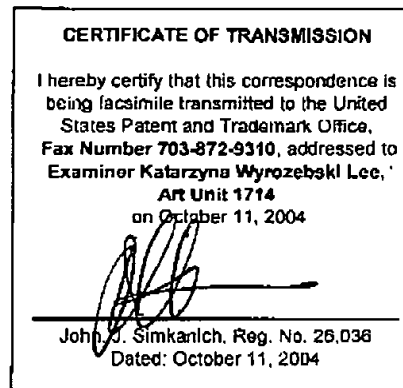 CERTIFICATE OF TRANSMISSION
I hereby certify that this correspondence is
being facsimile transmitted to the United
States Patent and Trademark Office,
Fax Number 703-872-9310, addressed to
Examiner Katarzyna Wyrozebski Lee,
Art Unit 1714
on October 11, 2004
John J. Simkanich, Reg. No. 26,036
Dated: October 11, 2004